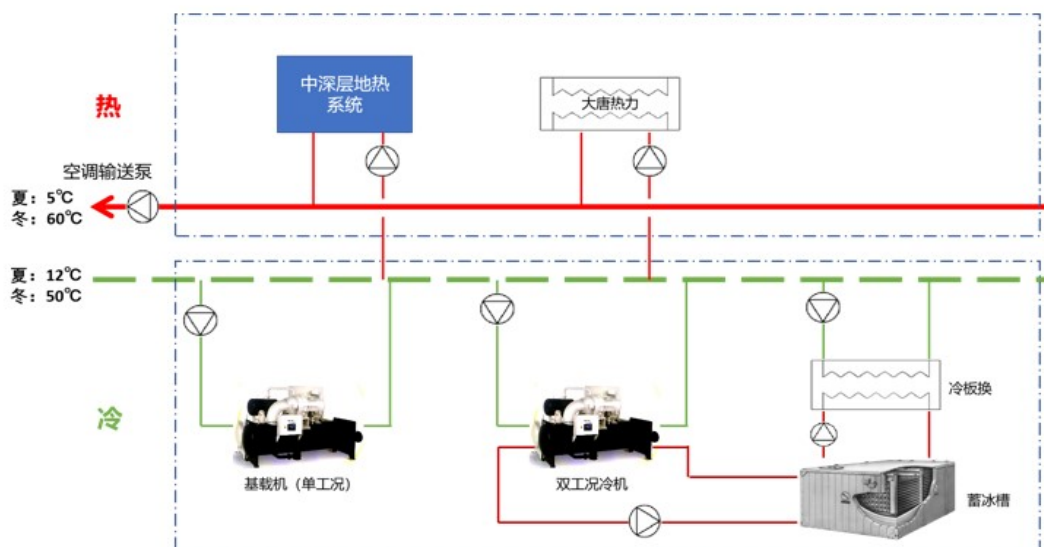 中深层地热
系统
大唐热力
热
空调输送泵
夏：5℃
冬：60℃
夏：12℃
冬：50℃
冷板换
冷
基载机（单工况）
双工况冷机
蓄冰槽